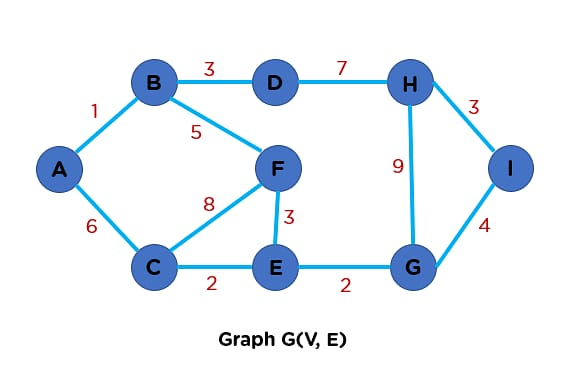 B 3 D 7 H
1 5 3
A F 9 I
6 8 3 4
C 2 E 2 G
Graph G(V, E)